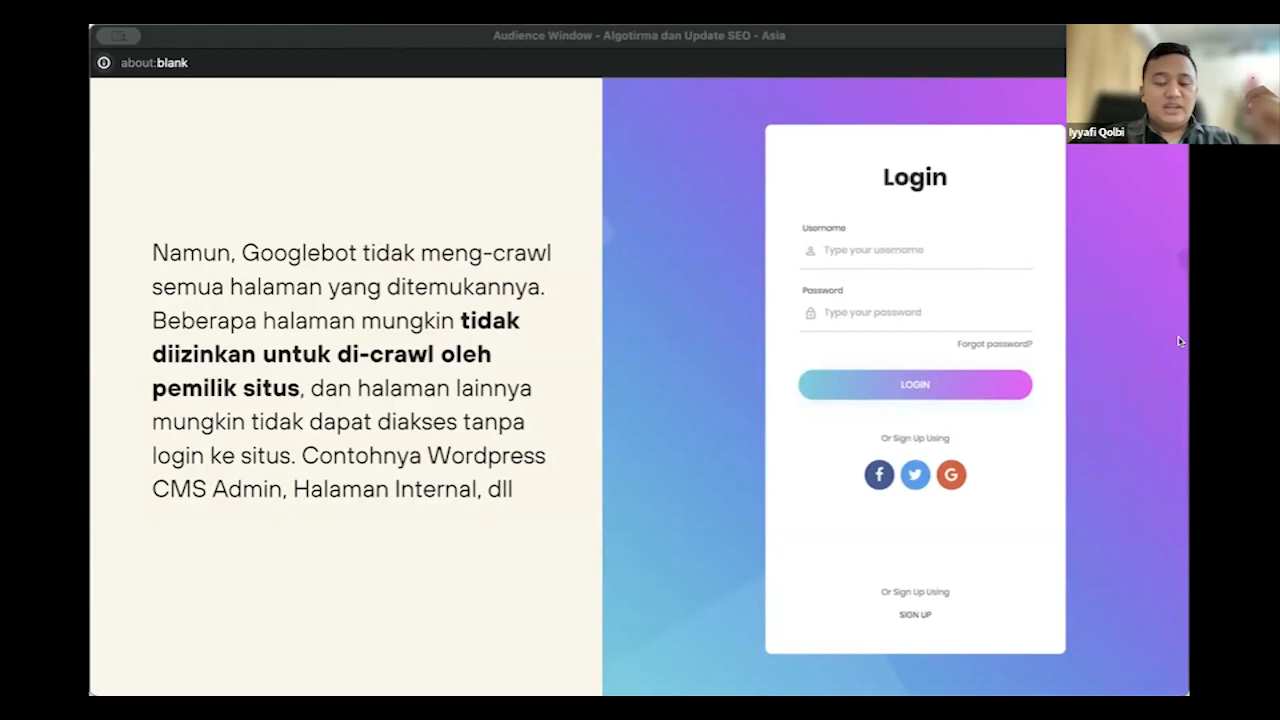 Audience Window - Algotirma dan Update SEO - Asia
about:blank
Iyyafi Qolbi
Namun, Googlebot tidak meng-crawl
semua halaman yang ditemukannya.
Beberapa halaman mungkin tidak
diizinkan untuk di-crawl oleh
pemilik situs, dan halaman lainnya
mungkin tidak dapat diakses tanpa
login ke situs. Contohnya Wordpress
CMS Admin, Halaman Internal, dll
Login
Username
Type your username
Password
Type your password
Forgot password?
LOGIN
Or Sign Up Using
f
G
Or Sign Up Using
SIGN UP